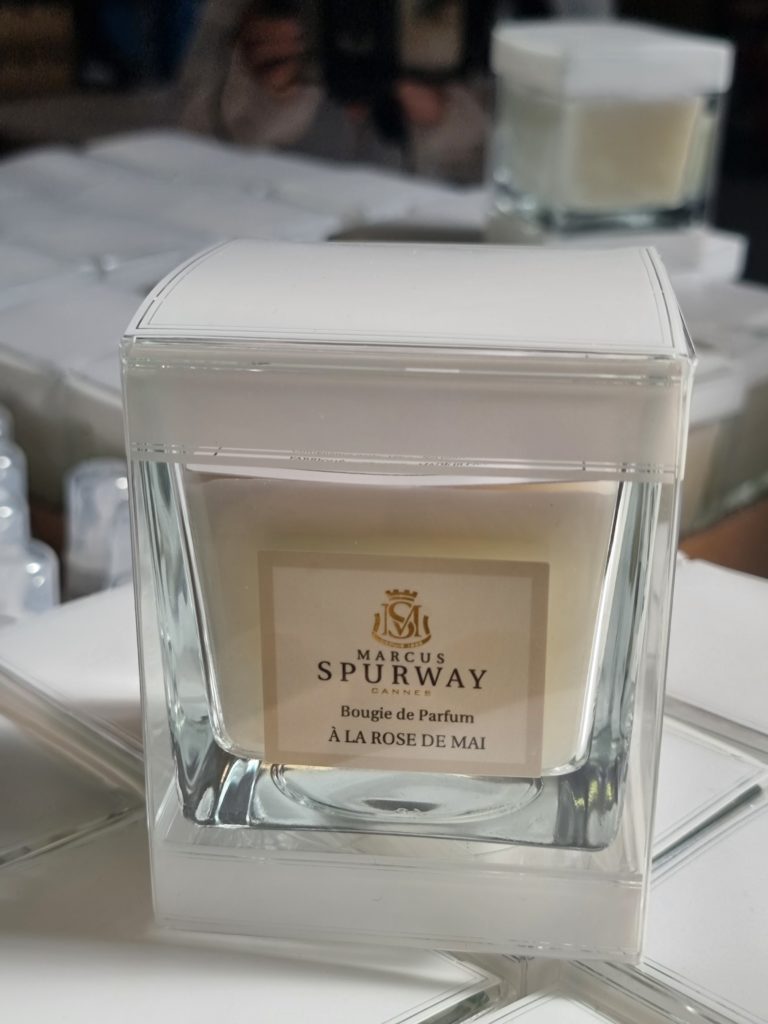 MARCUS
SPURWAY
CANNES
Bougie de Parfum
À LA ROSE DE MAI